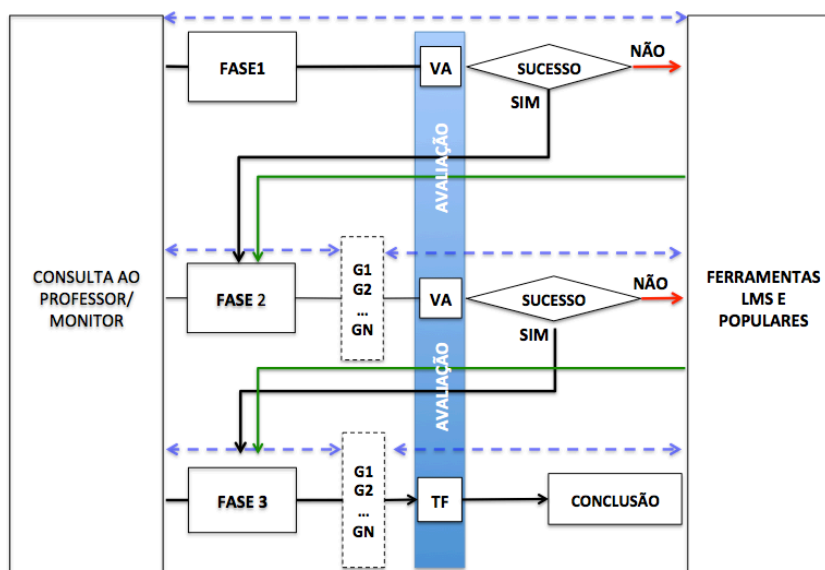 FASE1
VA
SUCESSO
NÃO
SIM
AVALIAÇÃO
CONSULTA AO
PROFESSOR/
MONITOR
FASE 2
G1
G2
...
GN
VA
SUCESSO
NÃO
SIM
FERRAMENTAS
LMS E
POPULARES
AVALIAÇÃO
FASE 3
G1
G2
...
GN
TF
CONCLUSÃO